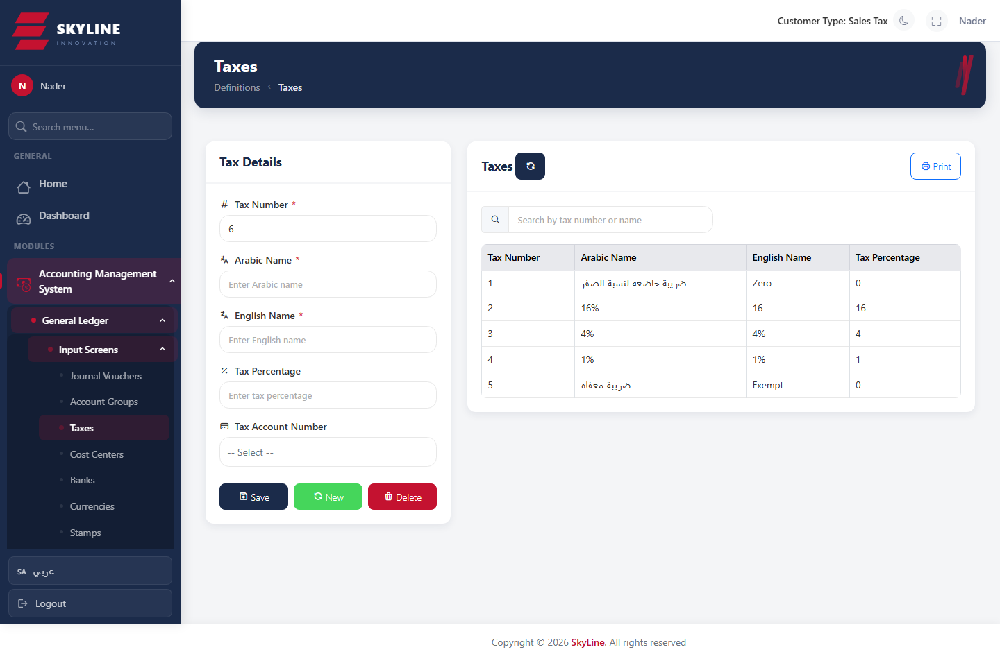 SKYLINE
INNOVATION
N
Nader
Search menu...
GENERAL
Home
Dashboard
MODULES
Accounting Management
System
General Ledger
Input Screens
Journal Vouchers
Account Groups
Taxes
Cost Centers
Banks
Currencies
Stamps
SA عربي
Logout
Customer Type: Sales Tax
Nader
Taxes
Definitions Taxes
Tax Details
# Tax Number *
6
Arabic Name *
Enter Arabic name
English Name *
Enter English name
Tax Percentage
Enter tax percentage
Tax Account Number
-- Select --
Save New Delete
Taxes
Print
Search by tax number or name
Tax Number Arabic Name English Name Tax Percentage
1 ضريبة خاضعه لنسبة الصفر Zero 0
2 16% 16 16
3 4% 4% 4
4 1% 1% 1
5 ضريبة معفاه Exempt 0
Copyright © 2026 SkyLine. All rights reserved